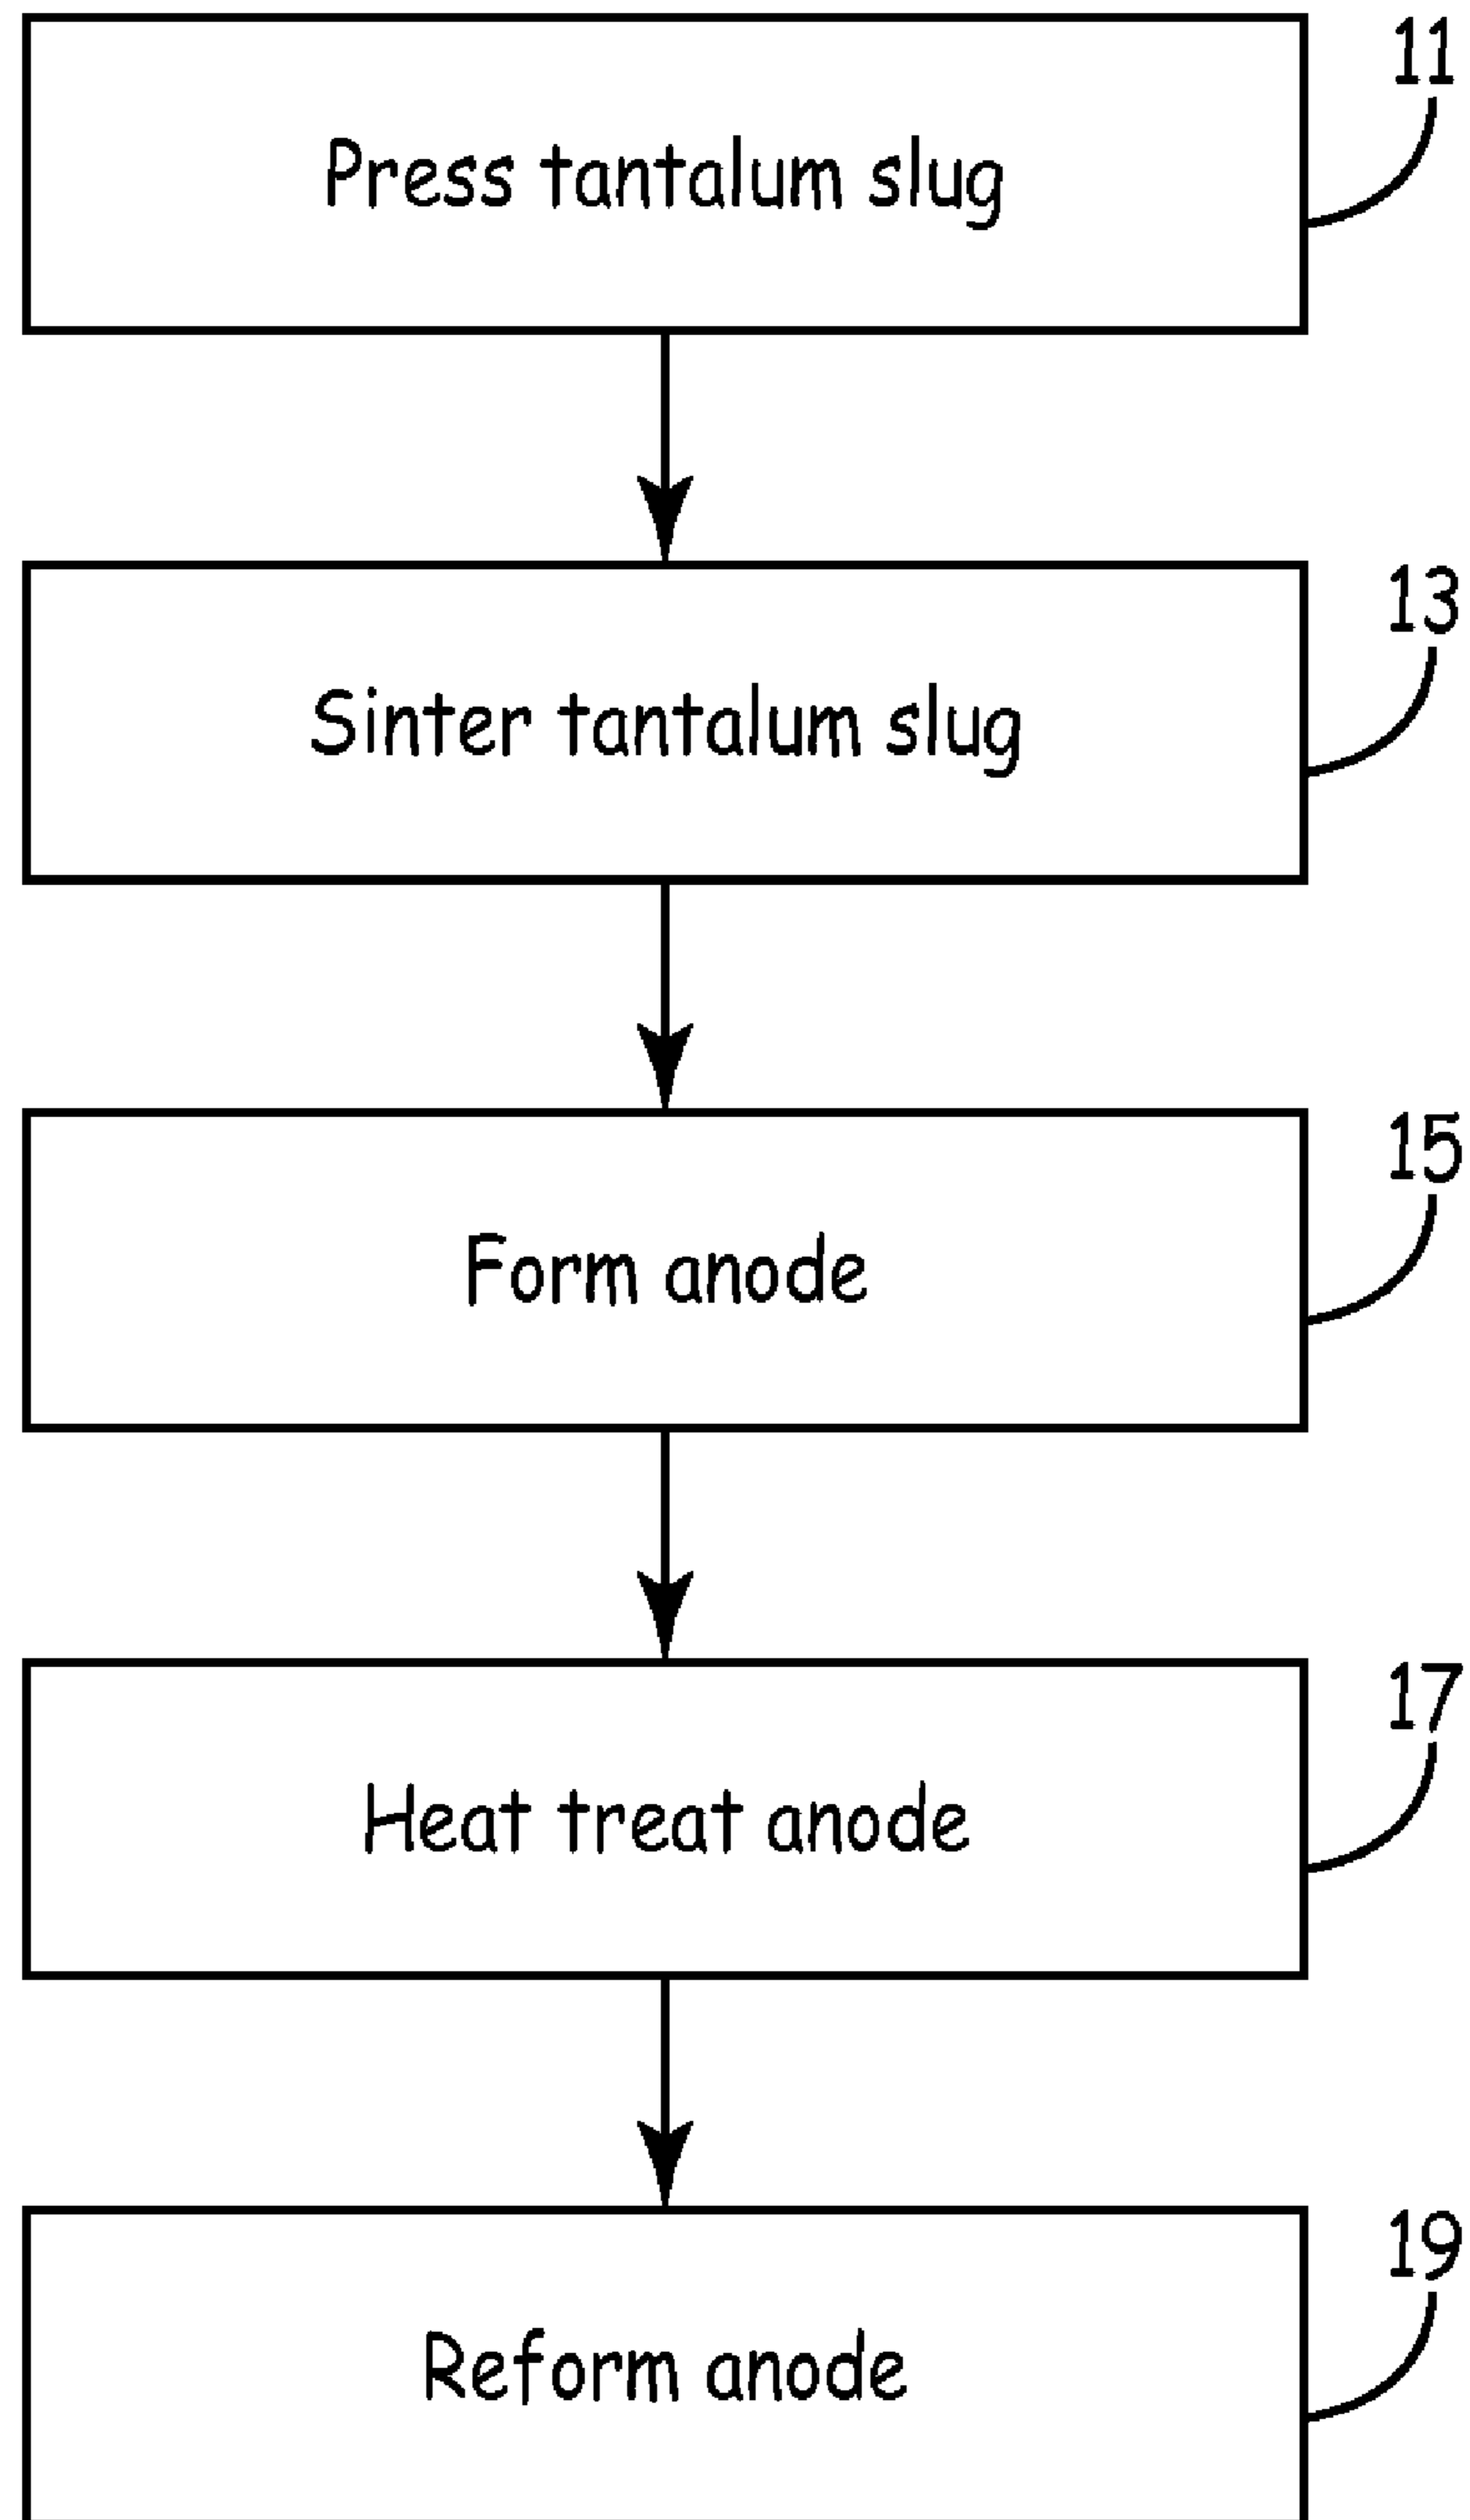 11
Press tantalum slug
13
Sinter tantalum slug
15
Form anode
17
Heat treat anode
19
Reform anode